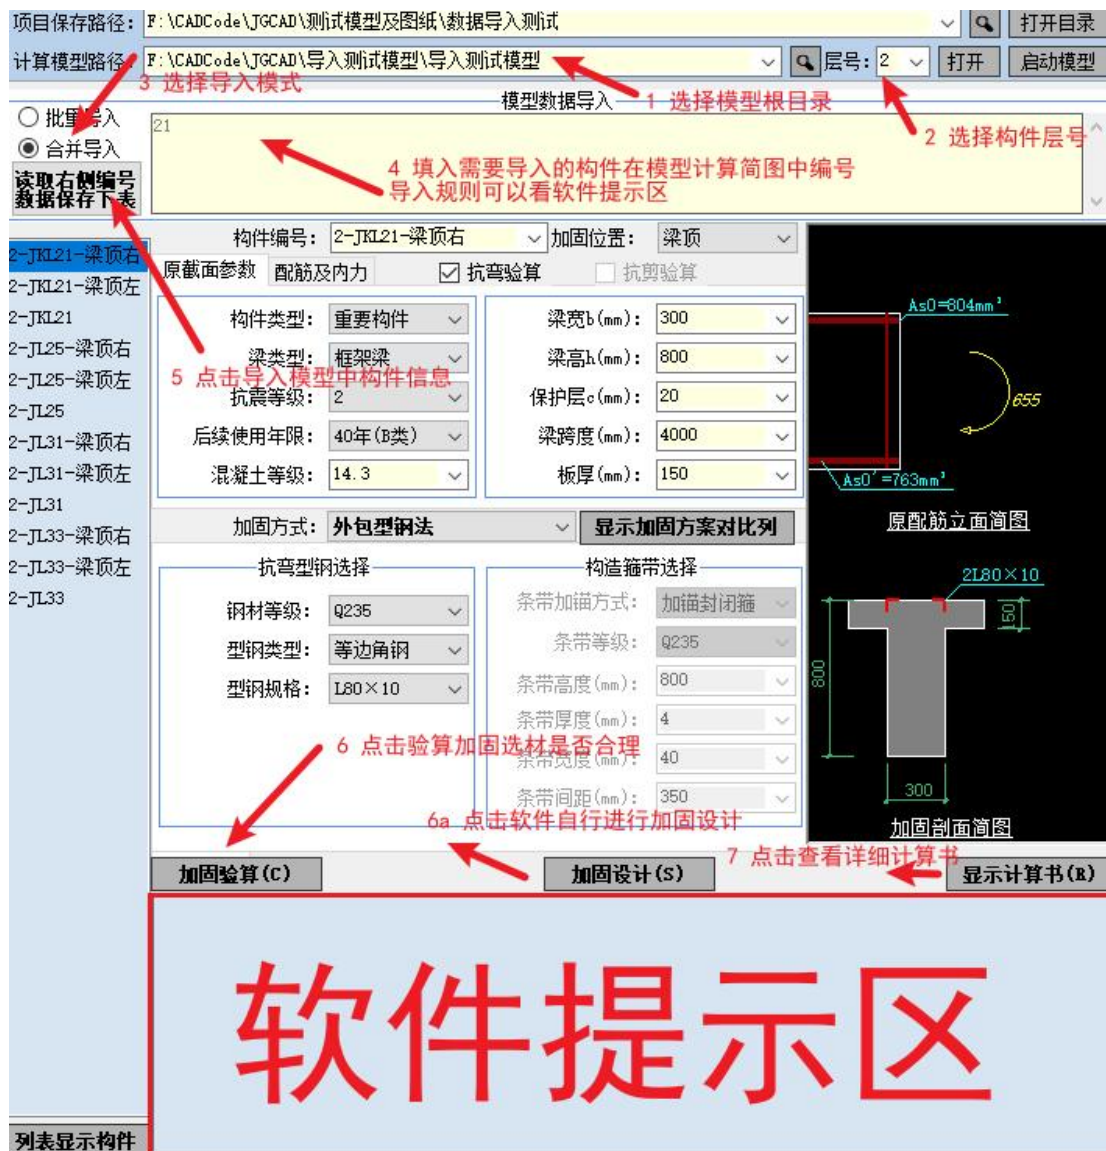 项目保存路径: F:\CADCode\JGCAD\测试模型及图纸\数据导入测试 打开目录
计算模型路径: F:\CADCode\JGCAD\导入测试模型\导入测试模型 层号: 2 打开 启动模型
3 选择导入模式
模型数据导入
1 选择模型根目录
2 选择构件层号
批量导入
合并导入
读取右侧编号
数据保存下表
21
4 填入需要导入的构件在模型计算简图中编号
导入规则可以看软件提示区
2-JKL21-梁顶右
2-JKL21-梁顶左
2-JKL21
2-JL25-梁顶右
2-JL25-梁顶左
2-JL25
2-JL31-梁顶右
2-JL31-梁顶左
2-JL31
2-JL33-梁顶右
2-JL33-梁顶左
2-JL33
列表显示构件
构件编号: 2-JKL21-梁顶右 加固位置: 梁顶
原截面参数 配筋及内力 抗弯验算 抗剪验算
构件类型: 重要构件
梁类型: 框架梁
5 点击导入模型中构件信息
抗震等级: 2
后续使用年限: 40年(B类)
混凝土等级: 14.3
梁宽b(mm): 300
梁高h(mm): 800
保护层c(mm): 20
梁跨度(mm): 4000
板厚(mm): 150
加固方式: 外包型钢法 显示加固方案对比列
抗弯型钢选择
钢材等级: Q235
型钢类型: 等边角钢
型钢规格: L80×10
构造箍带选择
条带加锚方式: 加锚封闭箍
条带等级: Q235
条带高度(mm): 800
条带厚度(mm): 4
条带宽度(mm): 40
条带间距(mm): 350
6 点击验算加固选材是否合理
6a 点击软件自行进行加固设计
7 点击查看详细计算书
加固验算(C) 加固设计(S) 显示计算书(R)
As0=804mm²
655
As0'=763mm²
原配筋立面简图
2L80×10
150
800
300
加固剖面简图
软件提示区